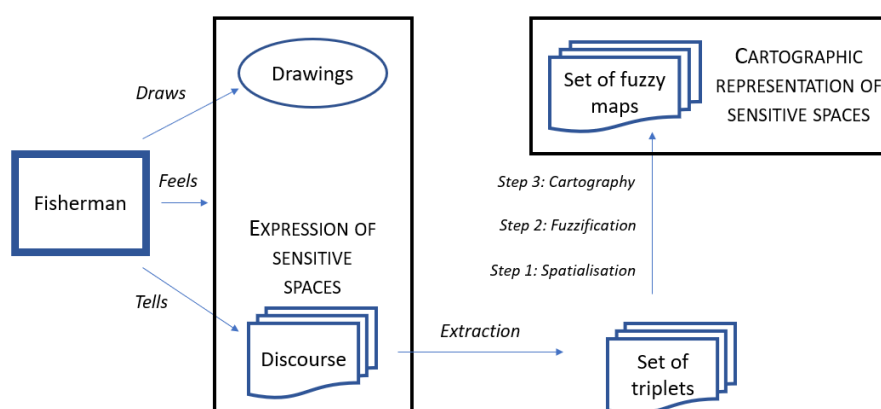 Drawings
Draws
Feels
Fisherman
Tells
EXPRESSION OF
SENSITIVE
SPACES
Discourse
Extraction
Set of
triplets
Step 1: Spatialisation
Step 2: Fuzzification
Step 3: Cartography
Set of fuzzy
maps
CARTOGRAPHIC
REPRESENTATION OF
SENSITIVE SPACES